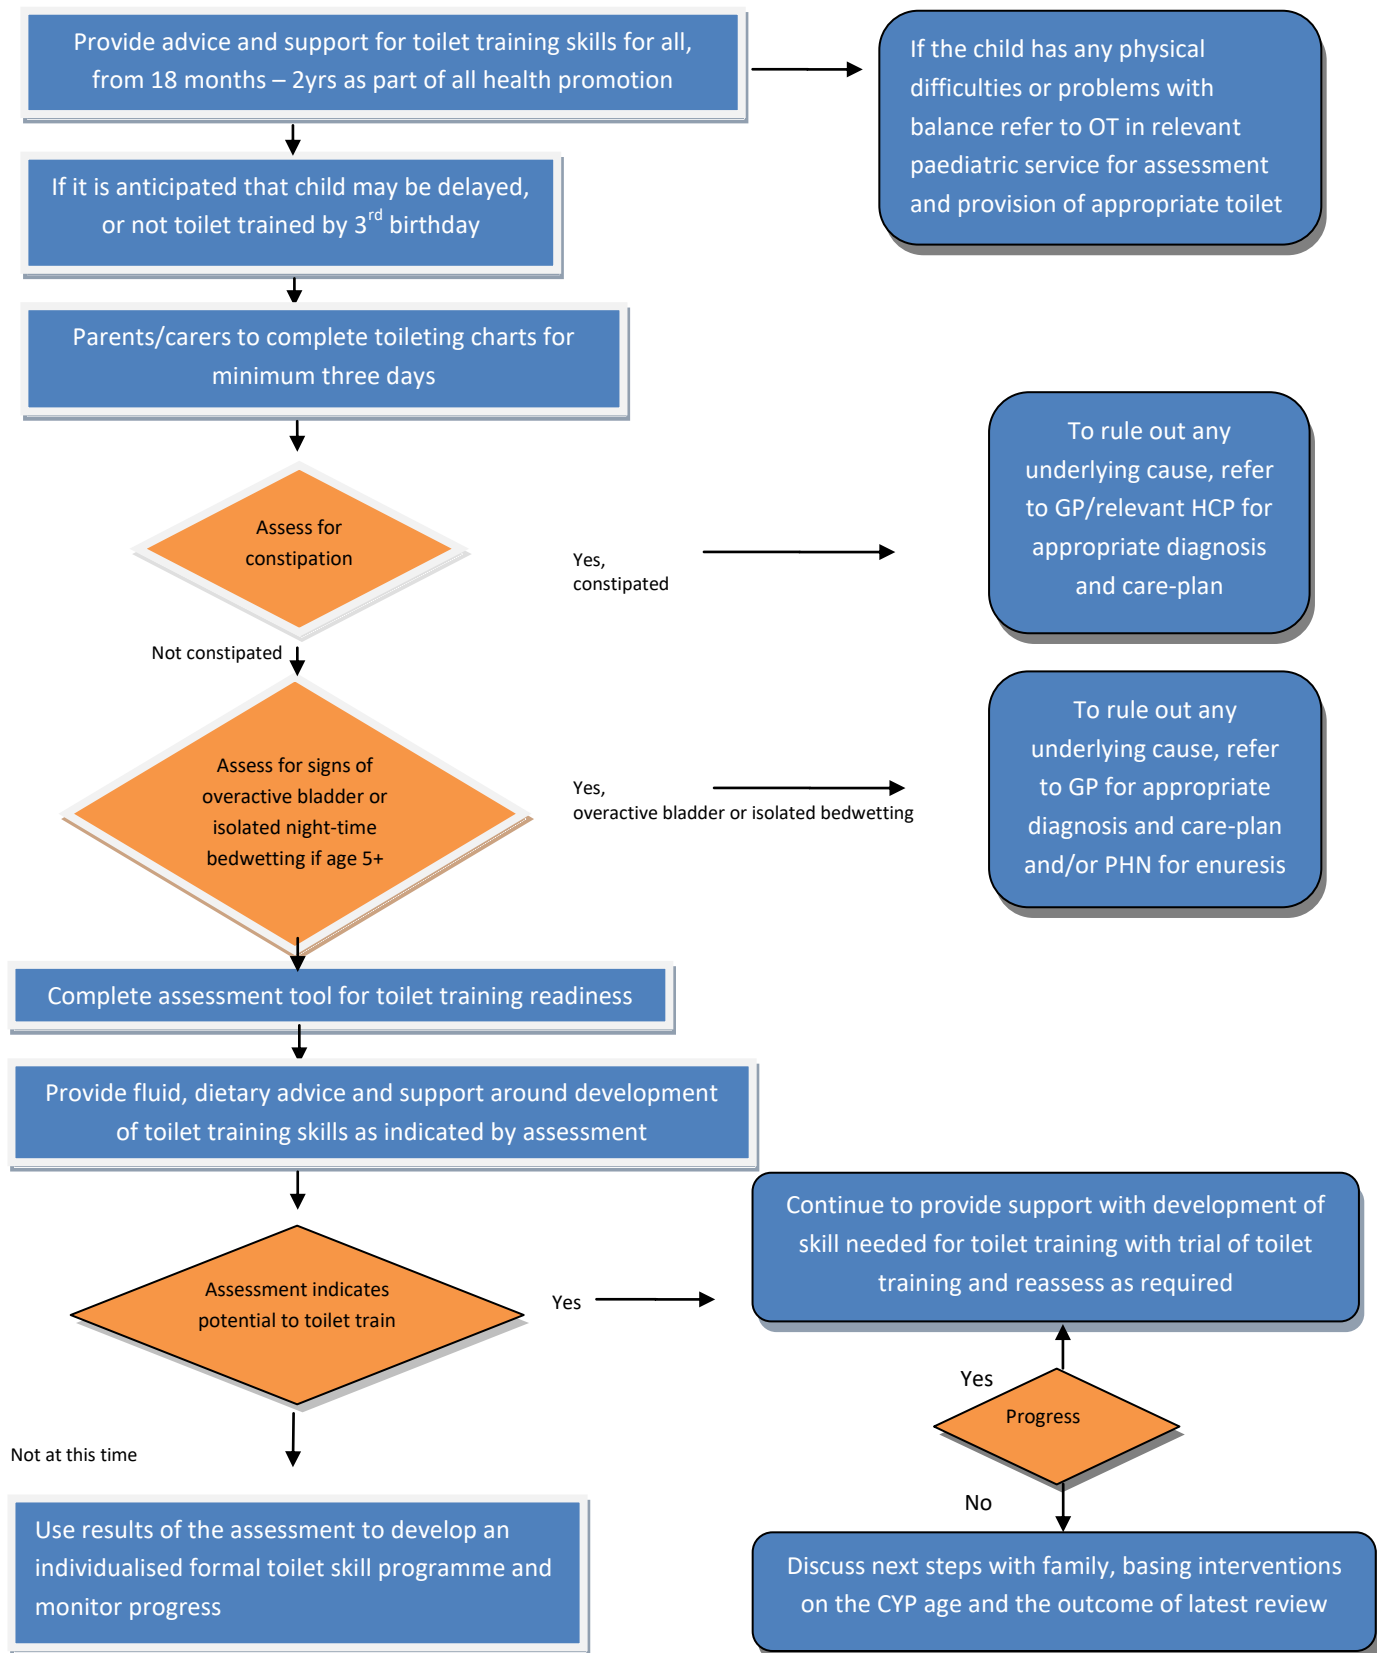 Provide advice and support for toilet training skills for all,
from 18 months – 2yrs as part of all health promotion
If the child has any physical
difficulties or problems with
balance refer to OT in relevant
paediatric service for assessment
and provision of appropriate toilet
If it is anticipated that child may be delayed,
or not toilet trained by 3rd birthday
Parents/carers to complete toileting charts for
minimum three days
Assess for
constipation
Yes,
constipated
To rule out any
underlying cause, refer
to GP/relevant HCP for
appropriate diagnosis
and care-plan
Not constipated
Assess for signs of
overactive bladder or
isolated night-time
bedwetting if age 5+
Yes,
overactive bladder or isolated bedwetting
To rule out any
underlying cause, refer
to GP for appropriate
diagnosis and care-plan
and/or PHN for enuresis
Complete assessment tool for toilet training readiness
Provide fluid, dietary advice and support around development
of toilet training skills as indicated by assessment
Assessment indicates
potential to toilet train
Yes
Continue to provide support with development of
skill needed for toilet training with trial of toilet
training and reassess as required
Yes
Progress
No
Not at this time
Use results of the assessment to develop an
individualised formal toilet skill programme and
monitor progress
Discuss next steps with family, basing interventions
on the CYP age and the outcome of latest review